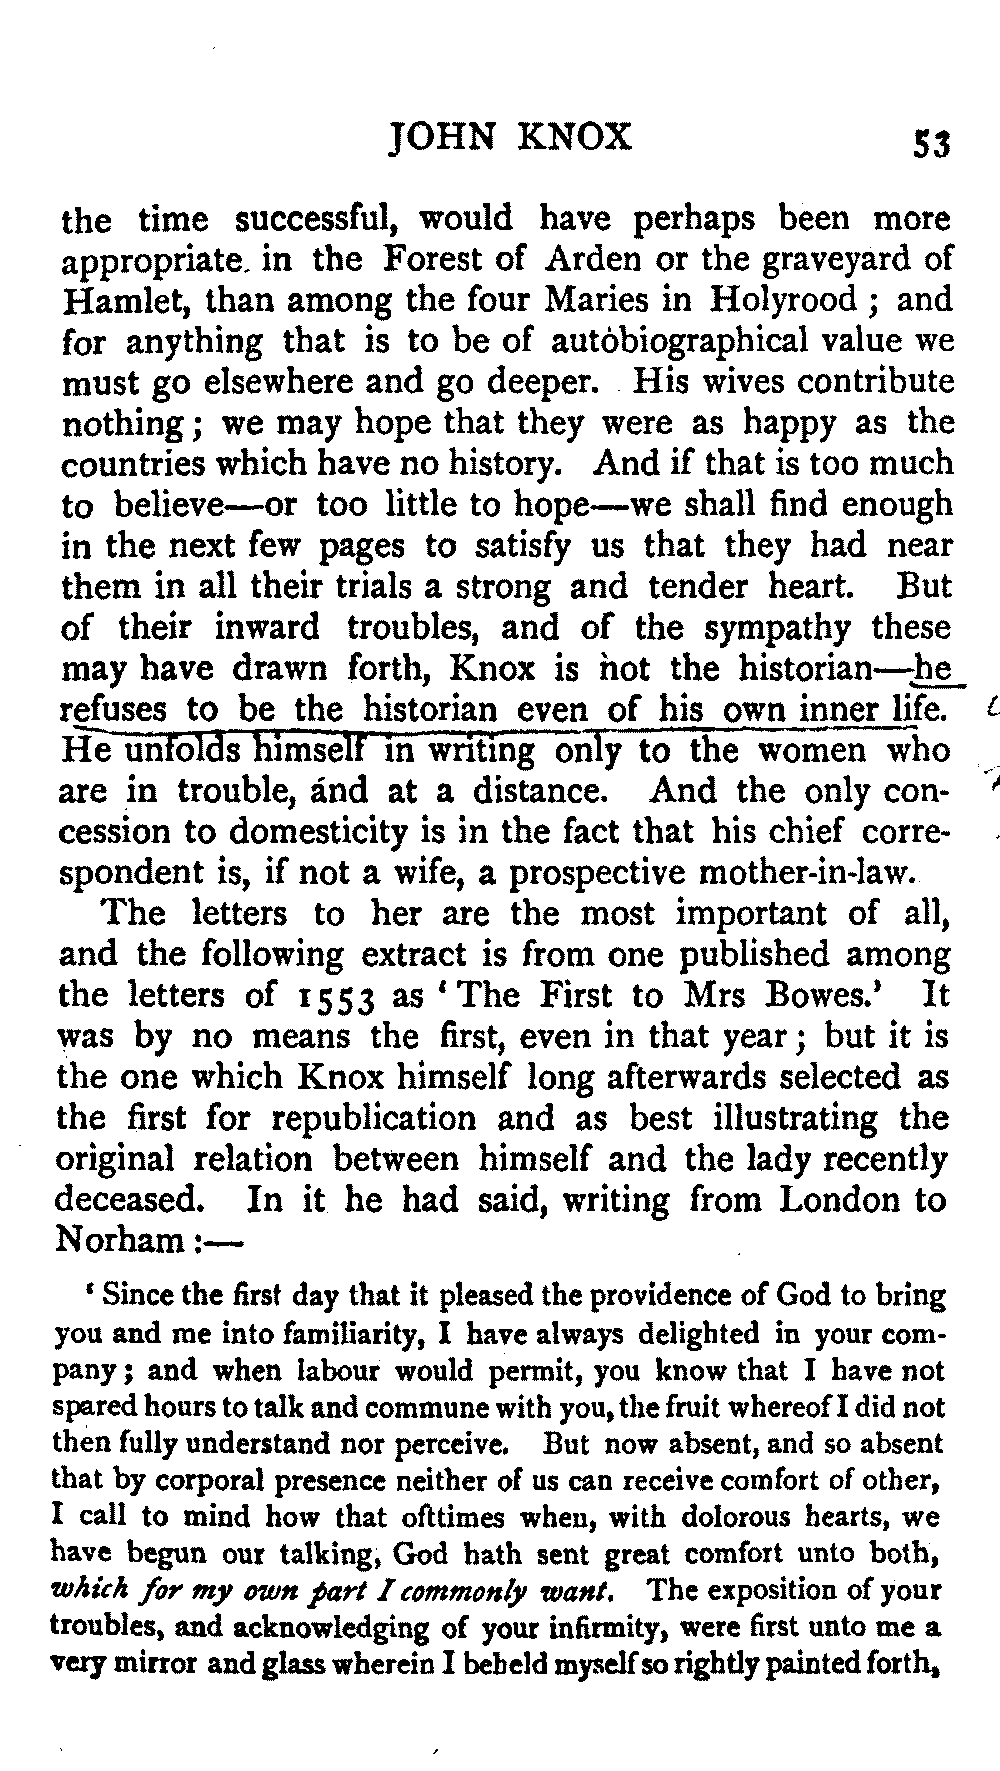 JOHN KNOX 53
the time successful, would have perhaps been more
appropriate. in the Forest of Arden or the graveyard of
Hamlet, than among the four Maries in Holyrood ; and
for anything that is to be of autobiographical value we
must go elsewhere and go deeper. His wives contribute
nothing ; we may hope that they were as happy as the
countries which have no history. And if that is too much
to believe—or too little to hope—we shall find enough
in the next few pages to satisfy us that they had near
them in all their trials a strong and tender heart. But
of their inward troubles, and of the sympathy these
may have drawn forth, Knox is not the historian—he
refuses to be the historian even of his own inner life.
He unfolds himself in writing only to the women who
are in trouble, and at a distance. And the only con-
cession to domesticity is in the fact that his chief corre-
spondent is, if not a wife, a prospective mother-in-law.
The letters to her are the most important of all,
and the following extract is from one published among
the letters of 1553 as ‘ The First to Mrs Bowes.’ It
was by no means the first, even in that year ; but it is
the one which Knox himself long afterwards selected as
the first for republication and as best illustrating the
original relation between himself and the lady recently
deceased. In it he had said, writing from London to
Norham :—
‘ Since the first day that it pleased the providence of God to bring
you and me into familiarity, I have always delighted in your com-
pany ; and when labour would permit, you know that I have not
spared hours to talk and commune with you, the fruit whereof I did not
then fully understand nor perceive. But now absent, and so absent
that by corporal presence neither of us can receive comfort of other,
I call to mind how that ofttimes when, with dolorous hearts, we
have begun our talking, God hath sent great comfort unto both,
which for my own part I commonly want. The exposition of your
troubles, and acknowledging of your infirmity, were first unto me a
very mirror and glass wherein I beheld myself so rightly painted forth,